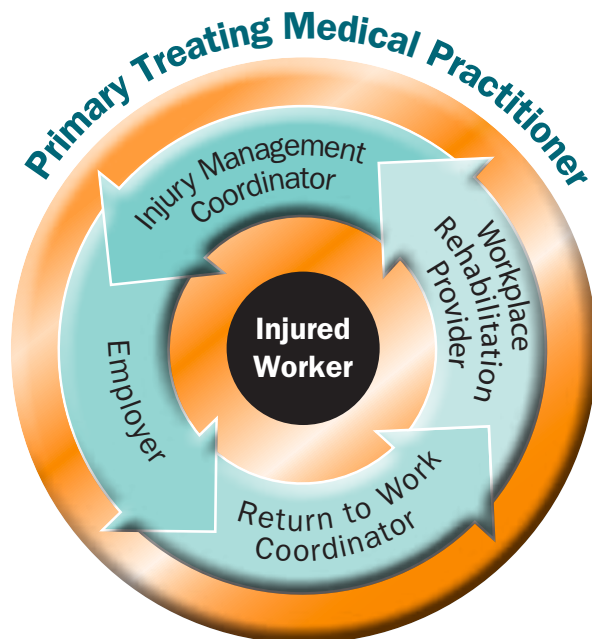 Primary Treating Medical Practitioner
Injury Management
Coordinator
Workplace
Rehabilitation
Provider
Injured
Worker
Employer
Return to Work
Coordinator